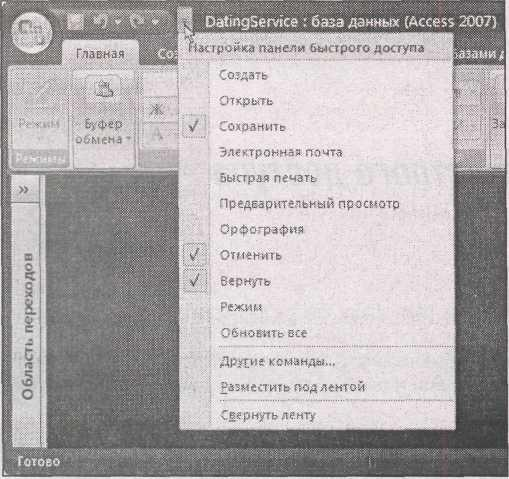 DatingService : база данных (Access 2007)
Главная
Настройка панели быстрого доступа
Создать
Открыть
Сохранить
Электронная почта
Быстрая печать
Предварительный просмотр
Орфография
Отменить
Вернуть
Режим
Обновить все
Другие команды...
Разместить под лентой
Свернуть ленту
Режим
Режимы
Буфер
обмена
Ж
А
»
Область переходов
Готово